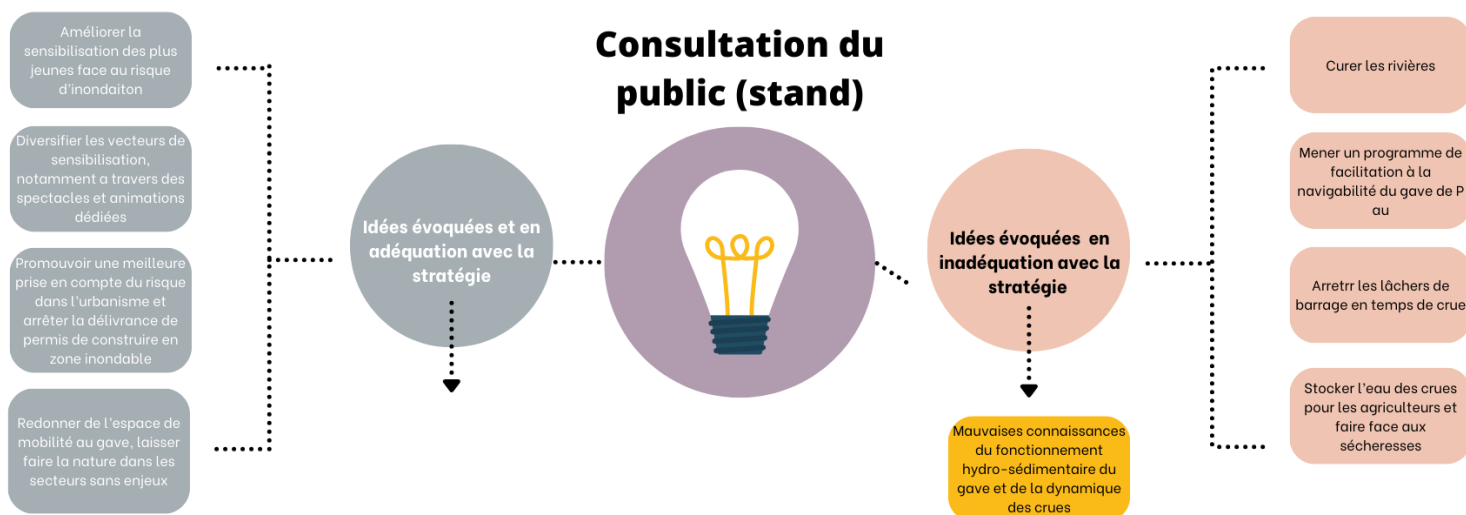 Consultation du
public (stand)
Améliorer la
sensibilisation des plus
jeunes face au risque
d'inondaiton
Diversifier les vecteurs de
sensibilisation,
notamment a travers des
spectacles et animations
dédiées
Promouvoir une meilleure
prise en compte du risque
dans l'urbanisme et
arrêter la délivrance de
permis de construire en
zone inondable
Redonner de l'espace de
mobilité au gave, laisser
faire la nature dans les
secteurs sans enjeux
Idées évoquées et en
adéquation avec la
stratégie
Idées évoquées en
inadéquation avec la
stratégie
Mauvaises connaissances
du fonctionnement
hydro-sédimentaire du
gave et de la dynamique
des crues
Curer les rivières
Mener un programme de
facilitation à la
navigabilité du gave de P
au
Arretrr les lâchers de
barrage en temps de crue
Stocker l'eau des crues
pour les agriculteurs et
faire face aux
sécheresses